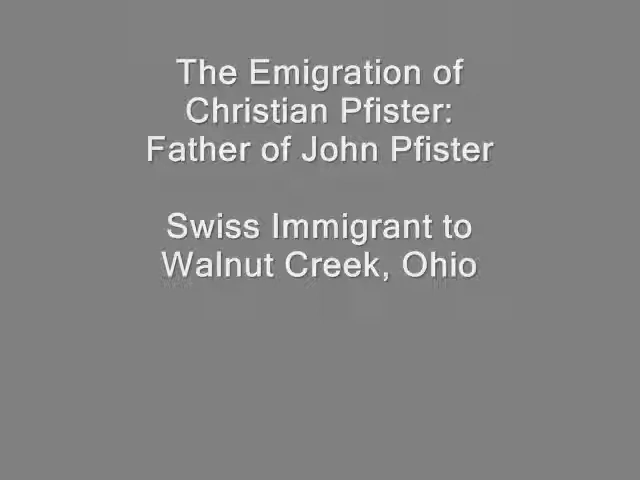 The Emigration of
Christian Pfister:
Father of John Pfister
Swiss Immigrant to
Walnut Creek, Ohio